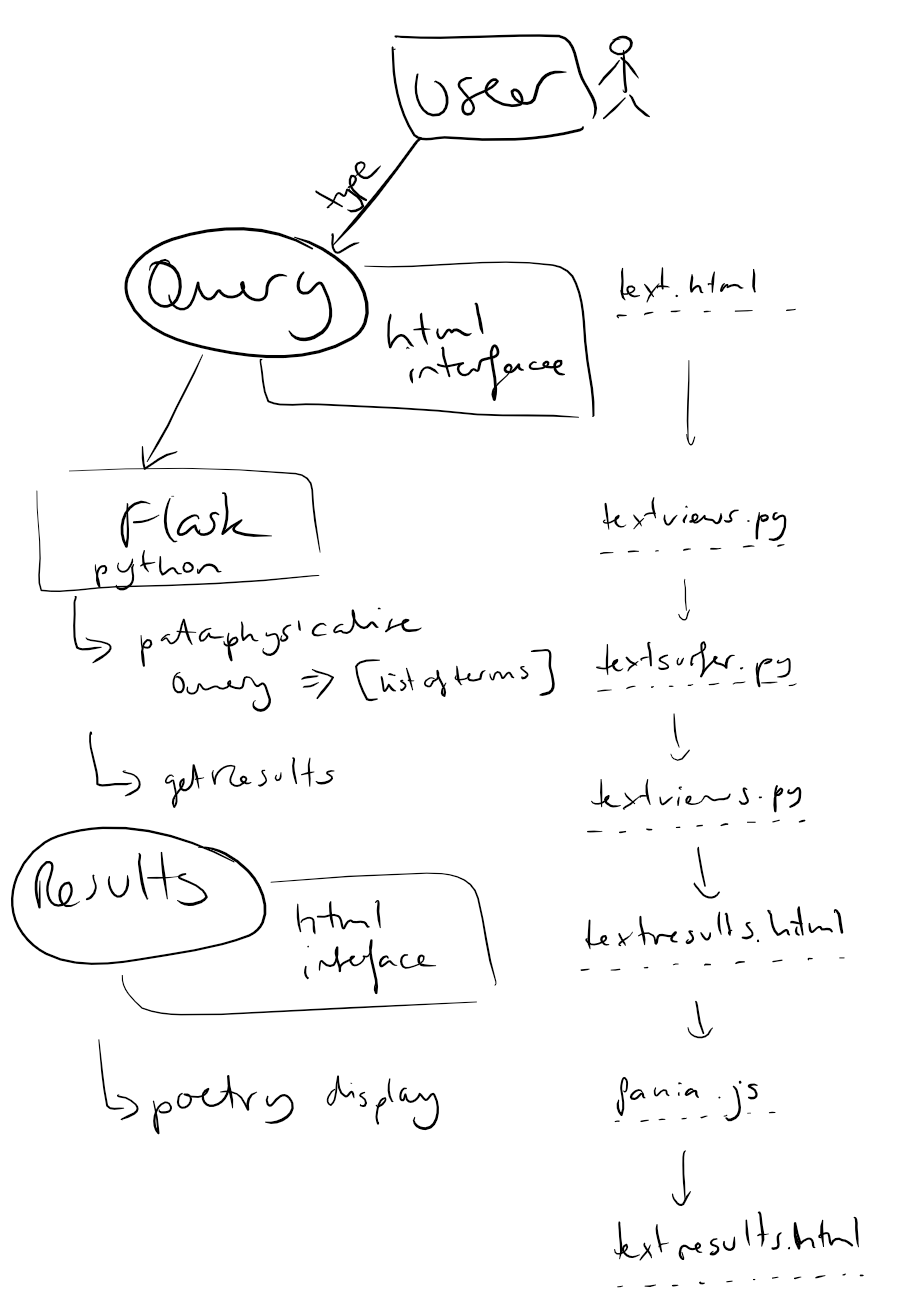 User
type
Query
html
interface
text.html
Flask
python
textviews.py
pataphysicalise
Query => [list of terms]
textsurfer.py
getResults
textviews.py
Results
html
interface
textresults.html
poetry display
fania.js
textresults.html